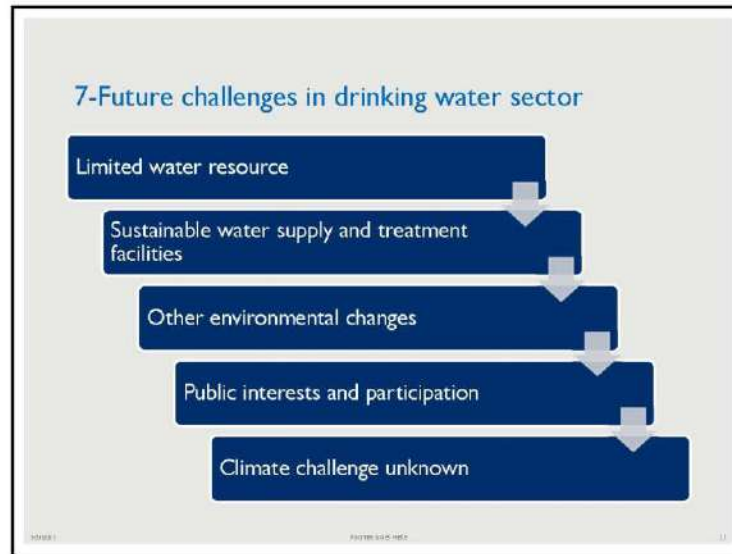 7-Future challenges in drinking water sector
Limited water resource
Sustainable water supply and treatment
facilities
Other environmental changes
Public interests and participation
Climate challenge unknown